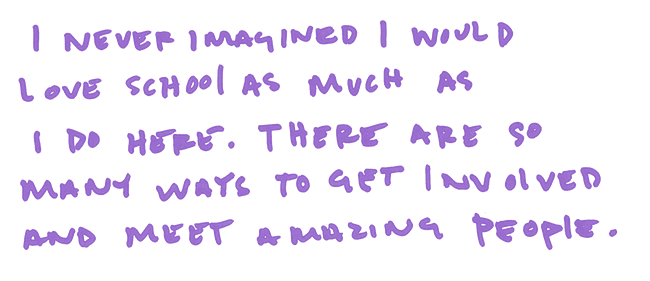 I NEVER IMAGINED I WOULD
LOVE SCHOOL AS MUCH AS
I DO HERE. THERE ARE SO
MANY WAYS TO GET INVOLVED
AND MEET AMAZING PEOPLE.